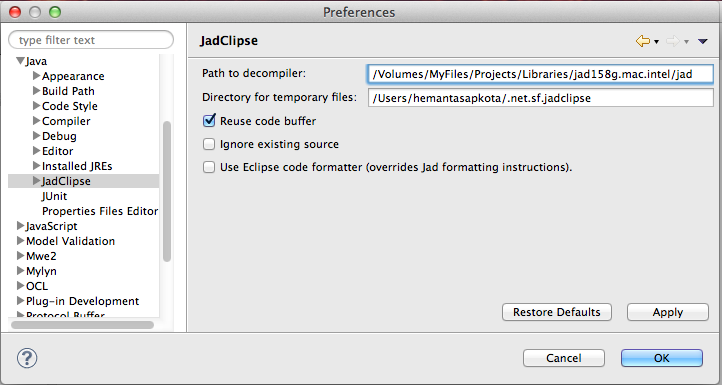 Preferences
type filter text
Java
Appearance
Build Path
Code Style
Compiler
Debug
Editor
Installed JREs
JadClipse
JUnit
Properties Files Editor
JavaScript
Model Validation
Mwe2
Mylyn
OCL
Plug-in Development
Protocol Buffer
JadClipse
Path to decompiler: /Volumes/MyFiles/Projects/Libraries/jad158g.mac.intel/jad
Directory for temporary files: /Users/hemantasapkota/.net.sf.jadclipse
Reuse code buffer
Ignore existing source
Use Eclipse code formatter (overrides Jad formatting instructions).
Restore Defaults Apply
? Cancel OK